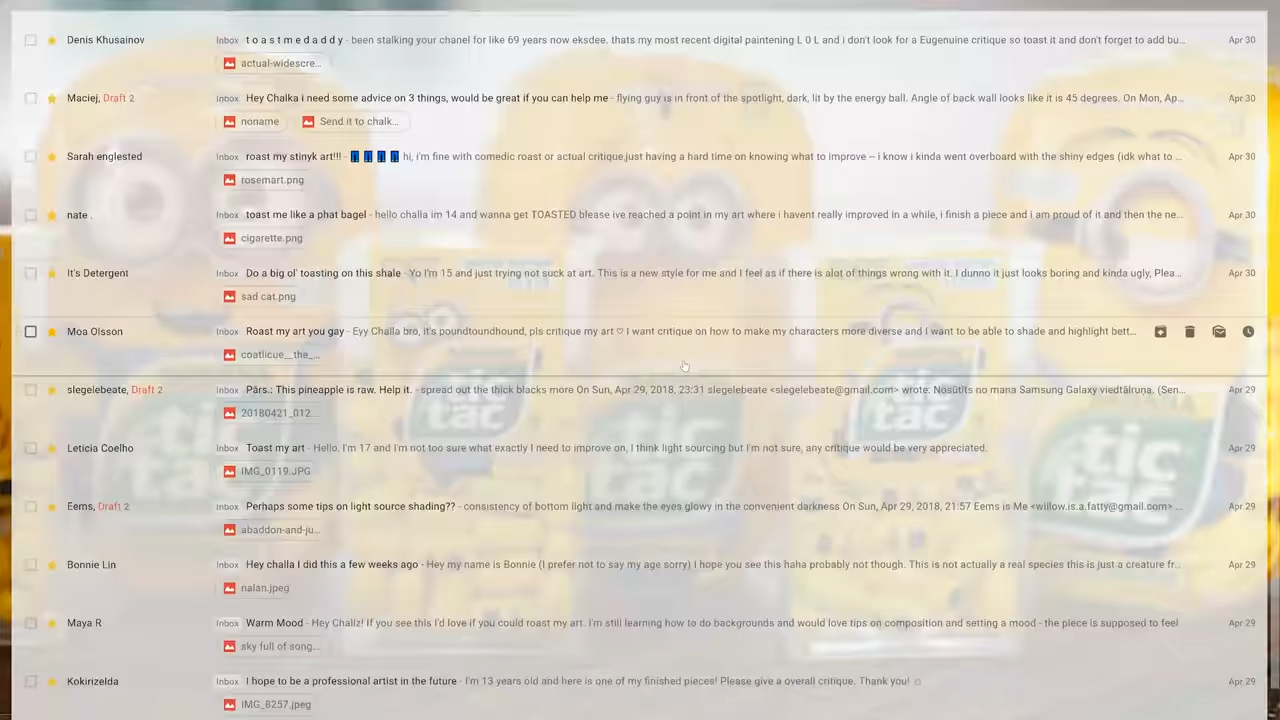 Denis Khusainov Inbox t o a s t m e d a d d y - been stalking your chanel for like 69 years now eksdee. thats my most recent digital paintening L 0 L and i don't look for a Eugenuine critique so toast it and don't forget to add bu... Apr 30
actual-widescre...
Maciej, Draft 2 Inbox Hey Chalka i need some advice on 3 things, would be great if you can help me - flying guy is in front of the spotlight, dark, lit by the energy ball. Angle of back wall looks like it is 45 degrees. On Mon, Ap... Apr 30
noname Send it to chalk...
Sarah englested Inbox roast my stinyk art!!! - hi, i'm fine with comedic roast or actual critique,just having a hard time on knowing what to improve -- i know i kinda went overboard with the shiny edges (idk what to ... Apr 30
rosemart.png
nate . Inbox toast me like a phat bagel - hello challa im 14 and wanna get TOASTED blease ive reached a point in my art where i havent really improved in a while, i finish a piece and i am proud of it and then the ne... Apr 30
cigarette.png
It's Detergent Inbox Do a big ol' toasting on this shale - Yo I'm 15 and just trying not suck at art. This is a new style for me and I feel as if there is alot of things wrong with it. I dunno it just looks boring and kinda ugly, Plea... Apr 30
sad cat.png
Moa Olsson Inbox Roast my art you gay - Eyy Challa bro, it's poundtoundhound, pls critique my art ♡ I want critique on how to make my characters more diverse and I want to be able to shade and highlight bett...
coatlicue__the_...
slegelebeate, Draft 2 Inbox Pārs.: This pineapple is raw. Help it. - spread out the thick blacks more On Sun, Apr 29, 2018, 23:31 slegelebeate <slegelebeate@gmail.com> wrote: Nosūtīts no mana Samsung Galaxy viedtālruņa. (Sen... Apr 29
20180421_012...
Leticia Coelho Inbox Toast my art - Hello, I'm 17 and I'm not too sure what exactly I need to improve on, I think light sourcing but I'm not sure, any critique would be very appreciated. Apr 29
IMG_0119.JPG
Eems, Draft 2 Inbox Perhaps some tips on light source shading?? - consistency of bottom light and make the eyes glowy in the convenient darkness On Sun, Apr 29, 2018, 21:57 Eems is Me <willow.is.a.fatty@gmail.com> ... Apr 29
abaddon-and-ju...
Bonnie Lin Inbox Hey challa I did this a few weeks ago - Hey my name is Bonnie (I prefer not to say my age sorry) I hope you see this haha probably not though. This is not actually a real species this is just a creature fr... Apr 29
nalan.jpeg
Maya R Inbox Warm Mood - Hey Challz! If you see this I'd love if you could roast my art. I'm still learning how to do backgrounds and would love tips on composition and setting a mood - the piece is supposed to feel Apr 29
sky full of song...
Kokirizelda Inbox I hope to be a professional artist in the future - I'm 13 years old and here is one of my finished pieces! Please give a overall critique. Thank you! ☺ Apr 29
IMG_8257.jpeg
tic tac
tic tac
tic tac
tic tac
tic tac